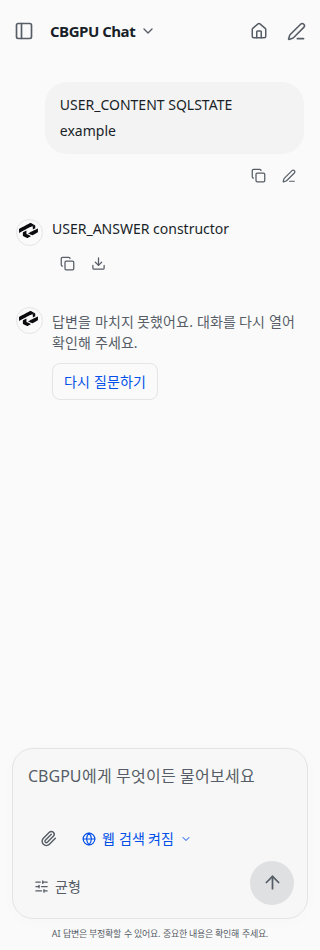 CBGPU Chat
USER_CONTENT SQLSTATE
example
USER_ANSWER constructor
답변을 마치지 못했어요. 대화를 다시 열어
확인해 주세요.
다시 질문하기
CBGPU에게 무엇이든 물어보세요
웹 검색 켜짐
균형
AI 답변은 부정확할 수 있어요. 중요한 내용은 확인해 주세요.